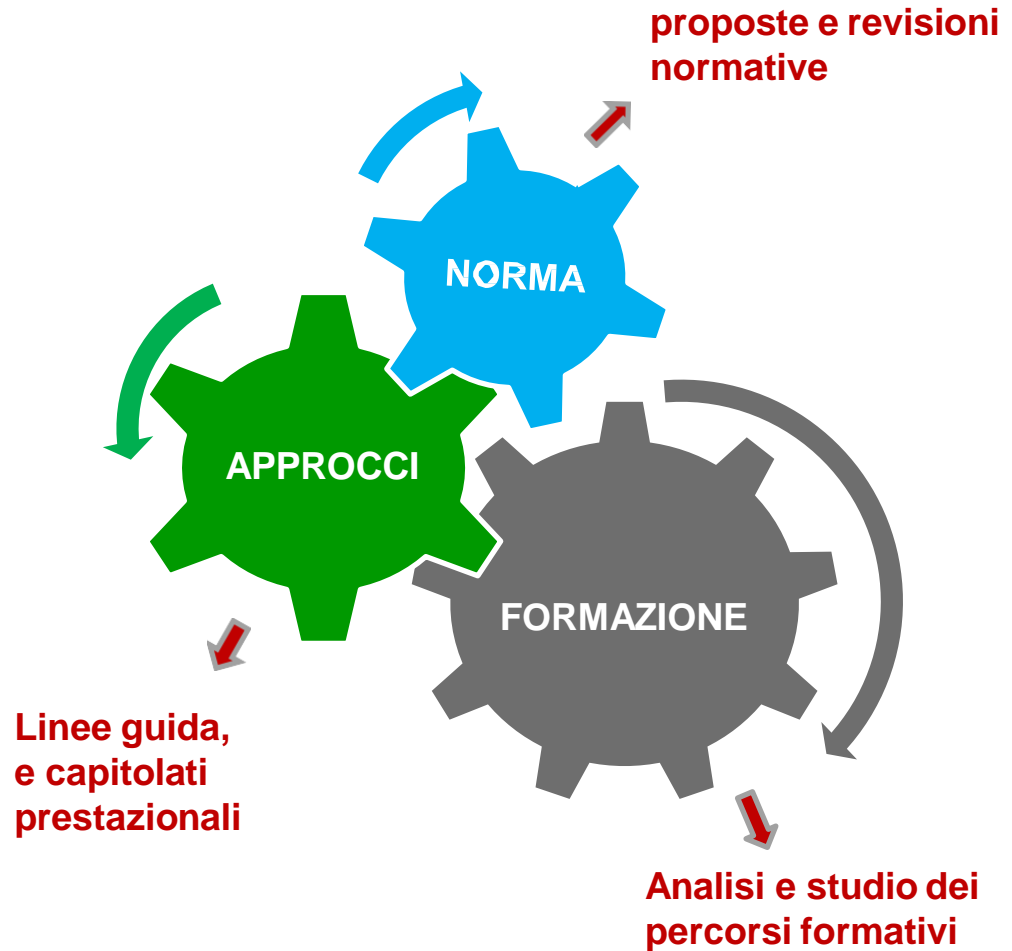 proposte e revisioni
normative
NORMA
APPROCCI
FORMAZIONE
Linee guida,
e capitolati
prestazionali
Analisi e studio dei
percorsi formativi